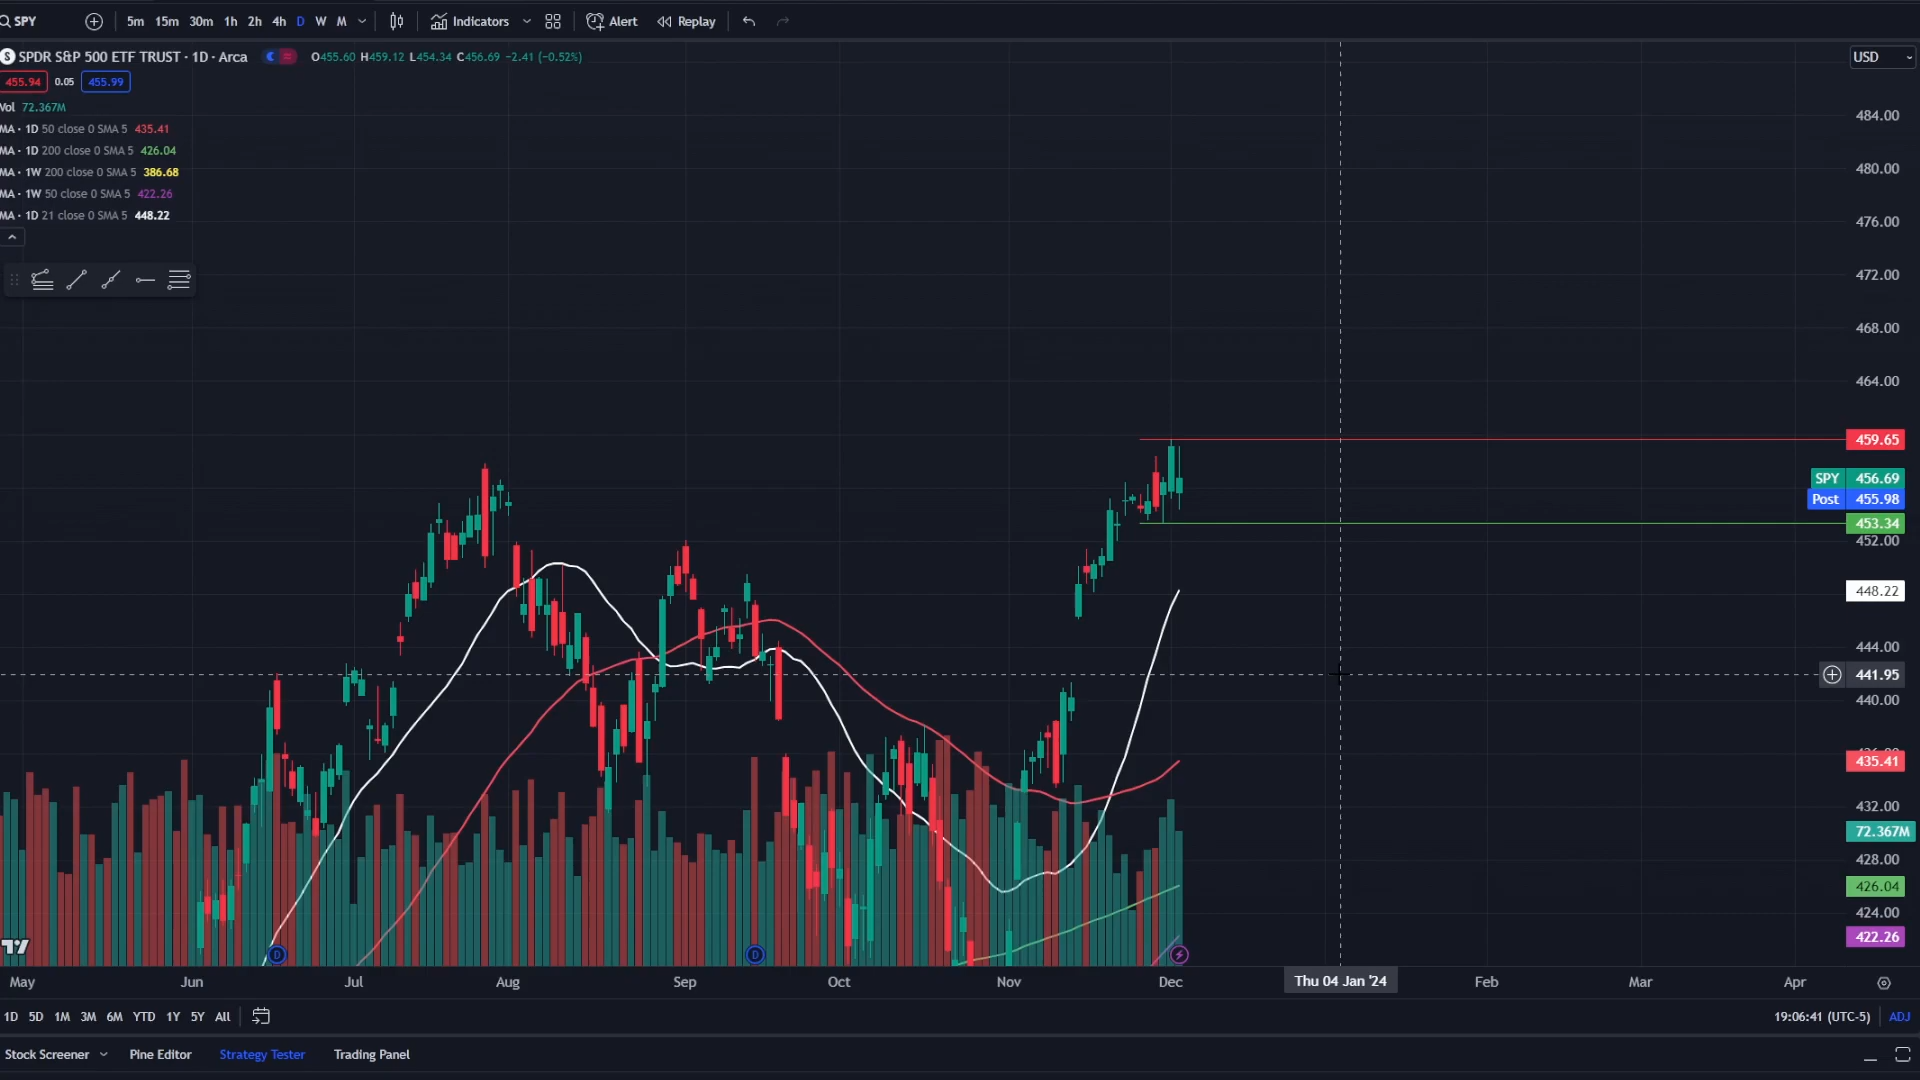 SPY 5m 15m 30m 1h 2h 4h D W M Indicators Alert Replay
S SPDR S&P 500 ETF TRUST · 1D · Arca O455.60 H459.12 L454.34 C456.69 −2.41 (−0.52%)
USD
455.94 0.05 455.99
Vol 72.367M
MA · 1D 50 close 0 SMA 5 435.41
MA · 1D 200 close 0 SMA 5 426.04
MA · 1W 200 close 0 SMA 5 386.68
MA · 1W 50 close 0 SMA 5 422.26
MA · 1D 21 close 0 SMA 5 448.22
484.00
480.00
476.00
472.00
468.00
464.00
459.65
SPY 456.69
Post 455.98
453.34
452.00
448.22
444.00
441.95
440.00
435.41
432.00
72.367M
428.00
426.04
424.00
422.26
D D
May Jun Jul Aug Sep Oct Nov Dec Thu 04 Jan '24 Feb Mar Apr
1D 5D 1M 3M 6M YTD 1Y 5Y All 19:06:41 (UTC-5) ADJ
Stock Screener Pine Editor Strategy Tester Trading Panel